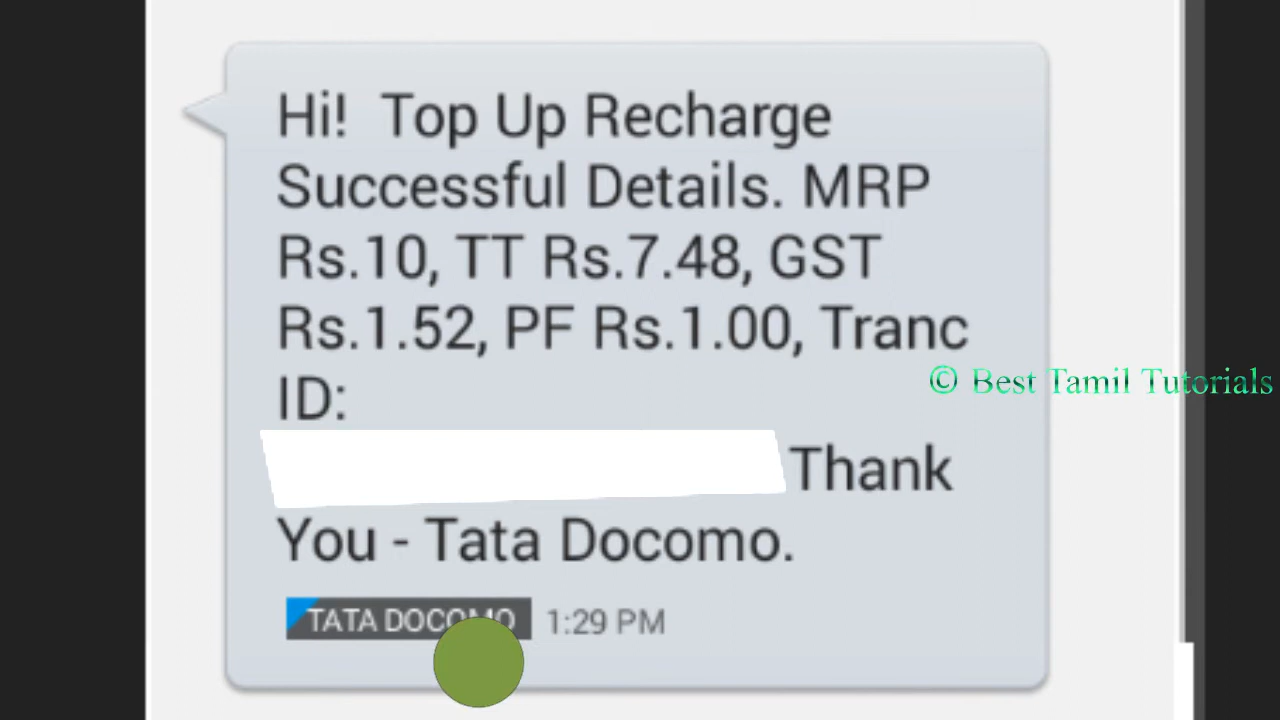 Hi!  Top Up Recharge
Successful Details. MRP
Rs.10, TT Rs.7.48, GST
Rs.1.52, PF Rs.1.00, Tranc
ID:
Thank
You - Tata Docomo.
TATA DOCOMO 1:29 PM
© Best Tamil Tutorials